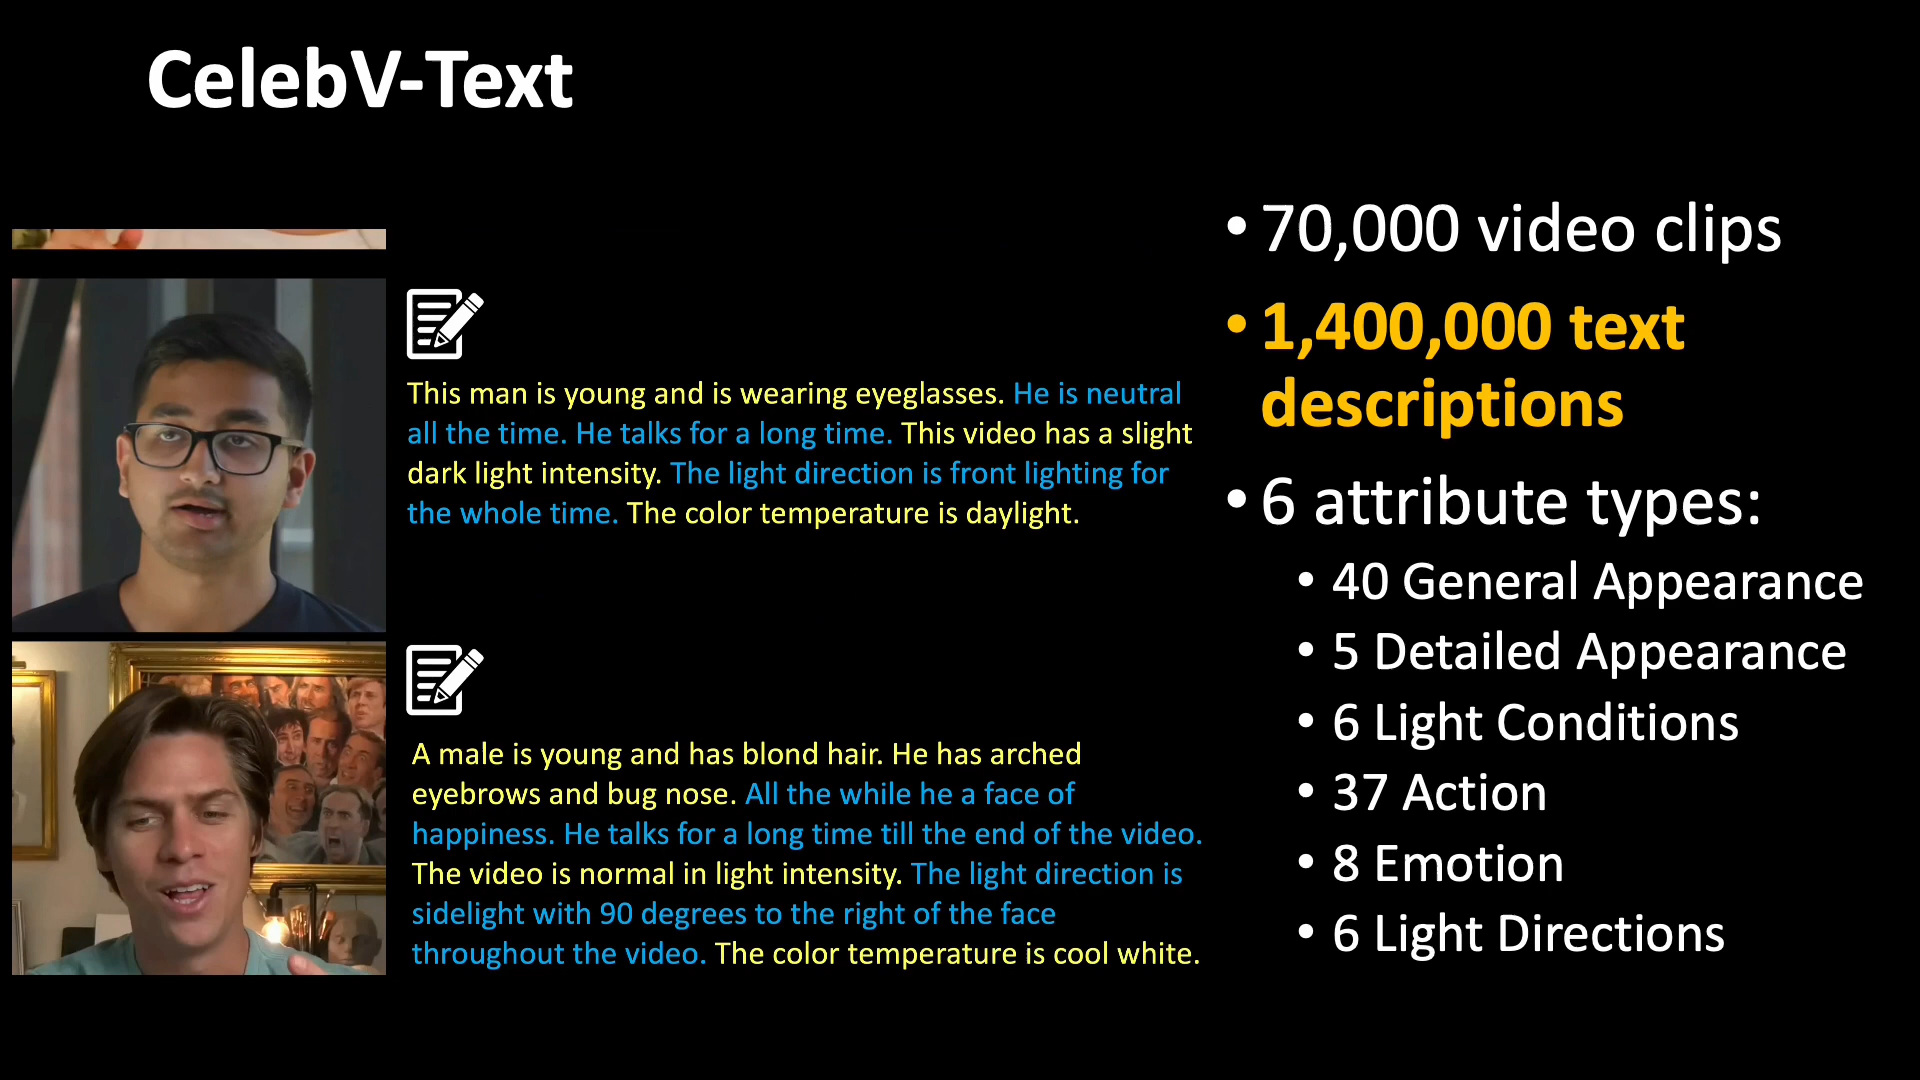 CelebV-Text
This man is young and is wearing eyeglasses. He is neutral
all the time. He talks for a long time. This video has a slight
dark light intensity. The light direction is front lighting for
the whole time. The color temperature is daylight.
A male is young and has blond hair. He has arched
eyebrows and bug nose. All the while he a face of
happiness. He talks for a long time till the end of the video.
The video is normal in light intensity. The light direction is
sidelight with 90 degrees to the right of the face
throughout the video. The color temperature is cool white.
• 70,000 video clips
• 1,400,000 text
descriptions
• 6 attribute types:
• 40 General Appearance
• 5 Detailed Appearance
• 6 Light Conditions
• 37 Action
• 8 Emotion
• 6 Light Directions